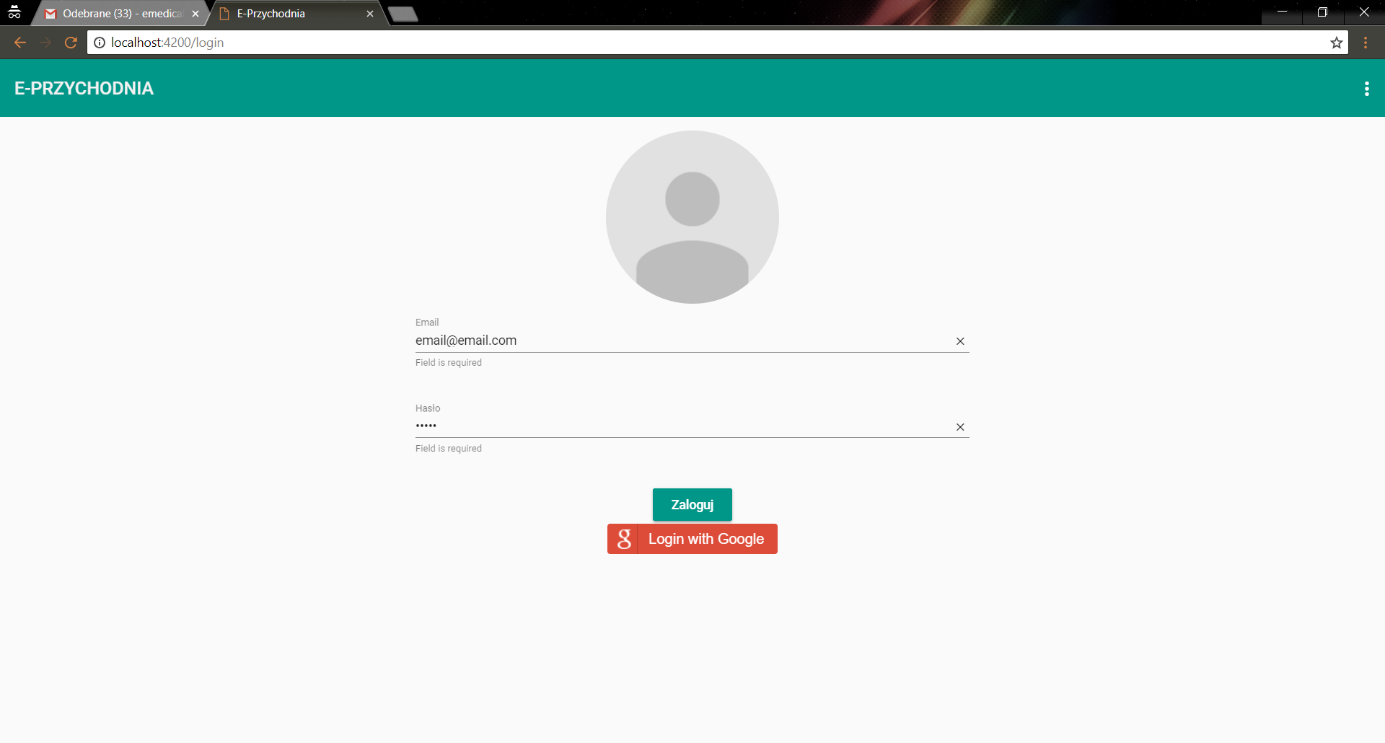 Odebrane (33) - emedica
E-Przychodnia
localhost:4200/login
E-PRZYCHODNIA
Email
email@email.com
Field is required
Hasło
Field is required
Zaloguj
g Login with Google